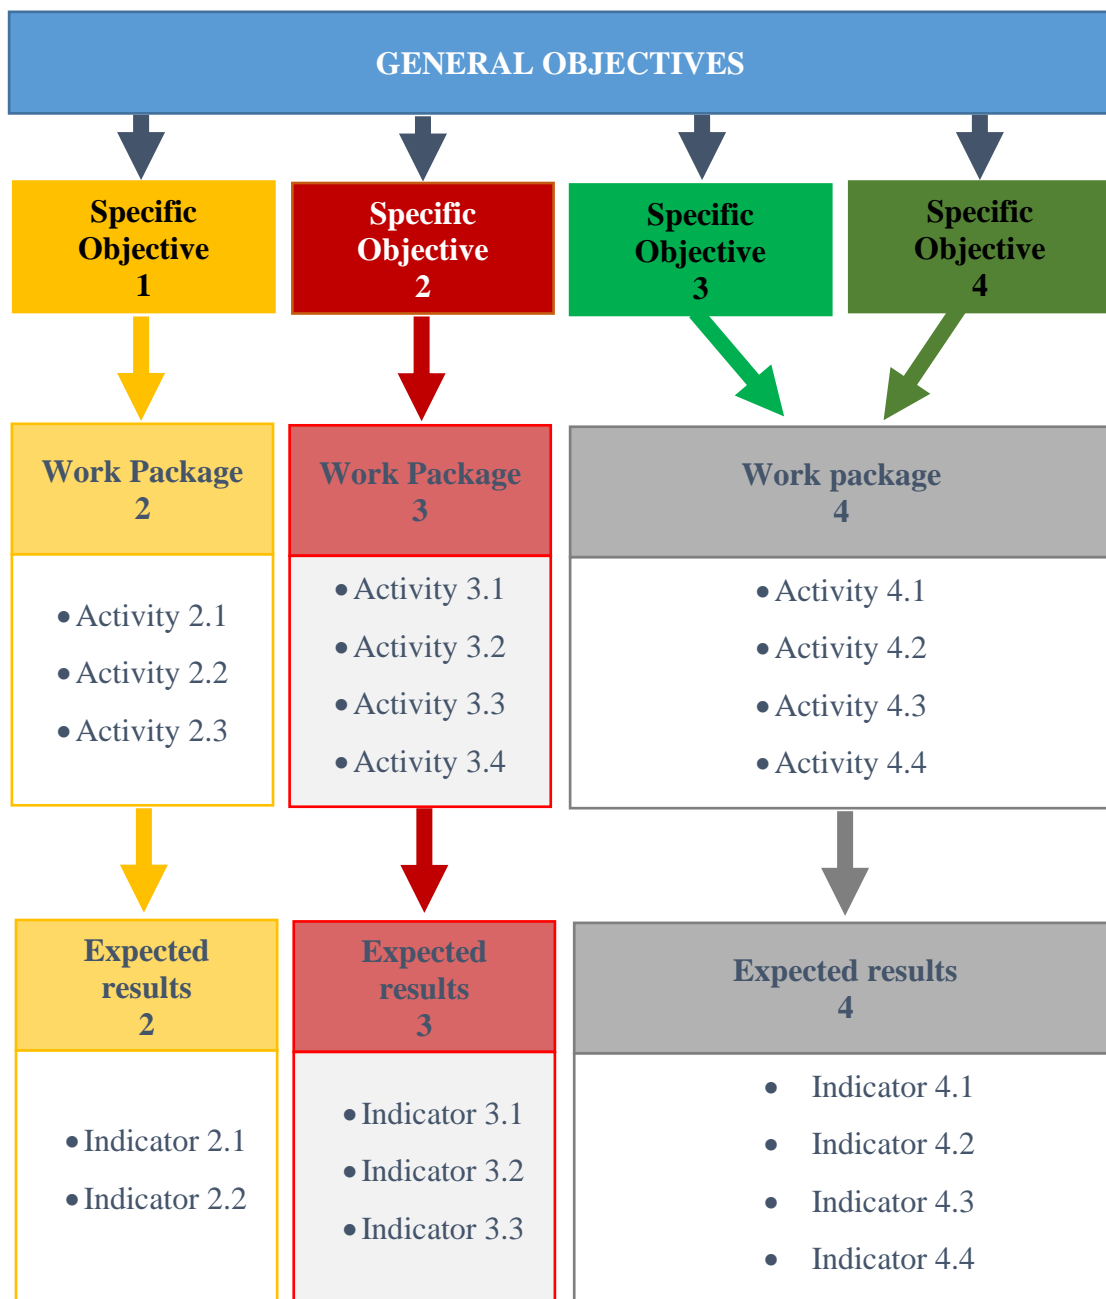 GENERAL OBJECTIVES
Specific
Objective
1
Specific
Objective
2
Specific
Objective
3
Specific
Objective
4
Work Package
2
• Activity 2.1
• Activity 2.2
• Activity 2.3
Work Package
3
• Activity 3.1
• Activity 3.2
• Activity 3.3
• Activity 3.4
Work package
4
• Activity 4.1
• Activity 4.2
• Activity 4.3
• Activity 4.4
Expected
results
2
• Indicator 2.1
• Indicator 2.2
Expected
results
3
• Indicator 3.1
• Indicator 3.2
• Indicator 3.3
Expected results
4
• Indicator 4.1
• Indicator 4.2
• Indicator 4.3
• Indicator 4.4